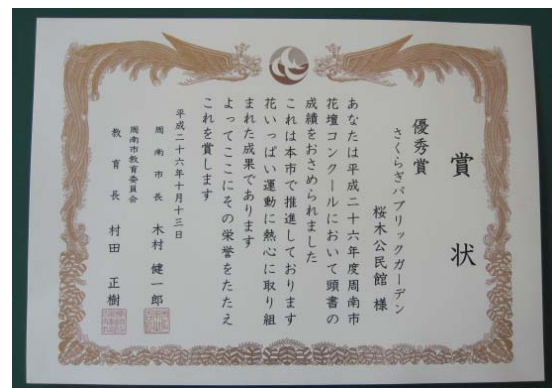 賞状
優秀賞
さくらぎパブリックガーデン
桜木公民館 様
あなたは平成二十六年度周南市
花壇コンクールにおいて頭書の
成績をおさめられました
これは本市で推進しております
花いっぱい運動に熱心に取り組
まれた成果であります
よってここにその栄誉をたたえ
これを賞します
平成二十六年十月十三日
周南市長 木村 健一郎
周南市教育委員会
教育長 村田 正樹